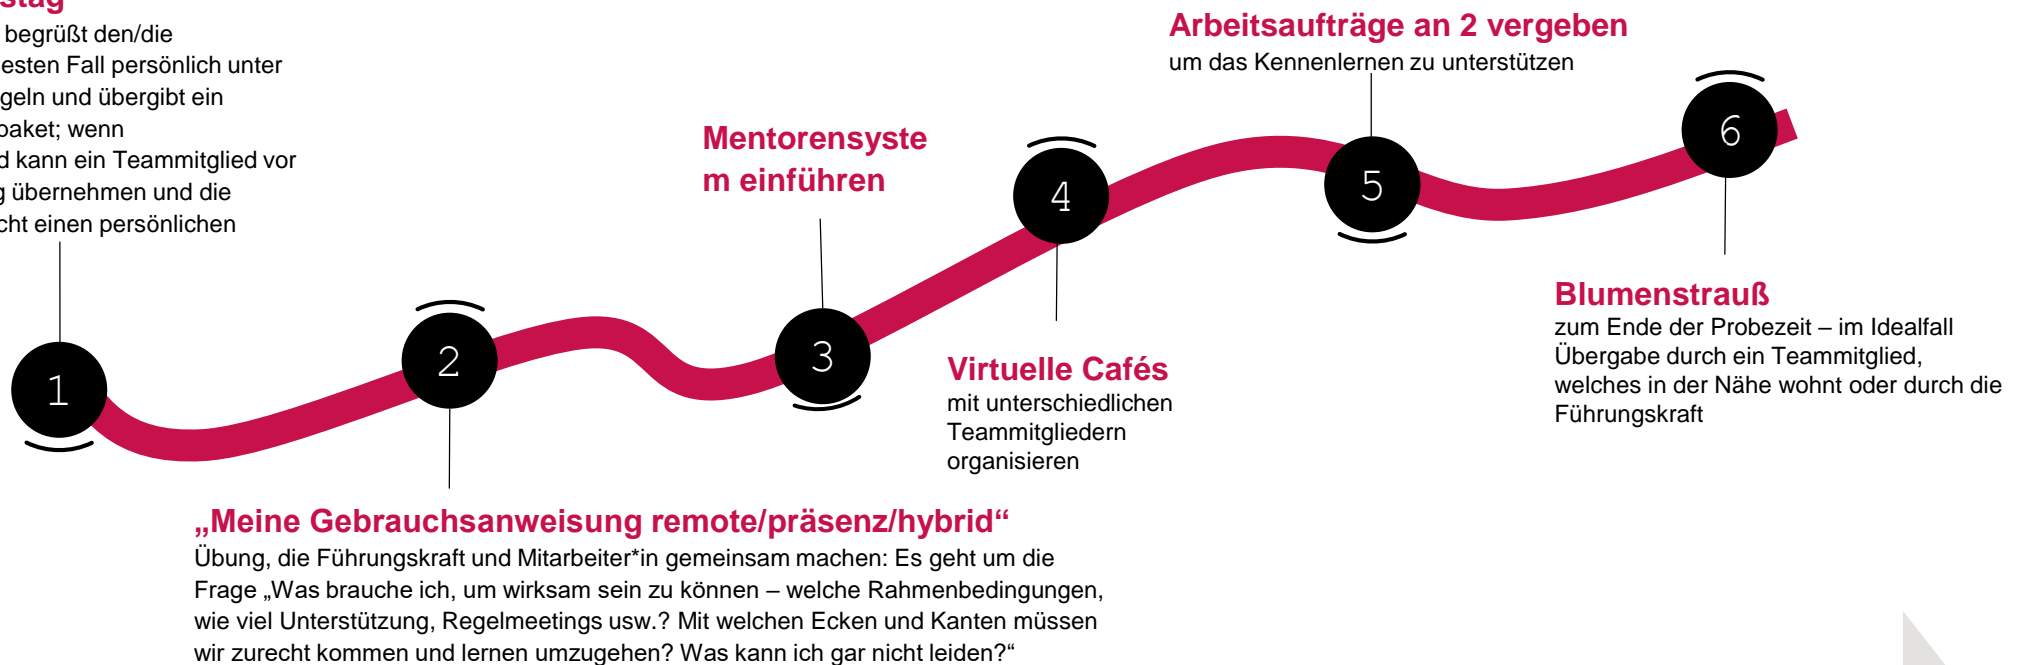 stag
begrüßt den/die
esten Fall persönlich unter
geln und übergibt ein
paket; wenn
d kann ein Teammitglied vor
g übernehmen und die
cht einen persönlichen
1
„Meine Gebrauchsanweisung remote/präsenz/hybrid“
Übung, die Führungskraft und Mitarbeiter*in gemeinsam machen: Es geht um die
Frage „Was brauche ich, um wirksam sein zu können – welche Rahmenbedingungen,
wie viel Unterstützung, Regelmeetings usw.? Mit welchen Ecken und Kanten müssen
wir zurecht kommen und lernen umzugehen? Was kann ich gar nicht leiden?“
2
Mentorensyste
m einführen
3
4
Virtuelle Cafés
mit unterschiedlichen
Teammitgliedern
organisieren
Arbeitsaufträge an 2 vergeben
um das Kennenlernen zu unterstützen
5
6
Blumenstrauß
zum Ende der Probezeit – im Idealfall
Übergabe durch ein Teammitglied,
welches in der Nähe wohnt oder durch die
Führungskraft